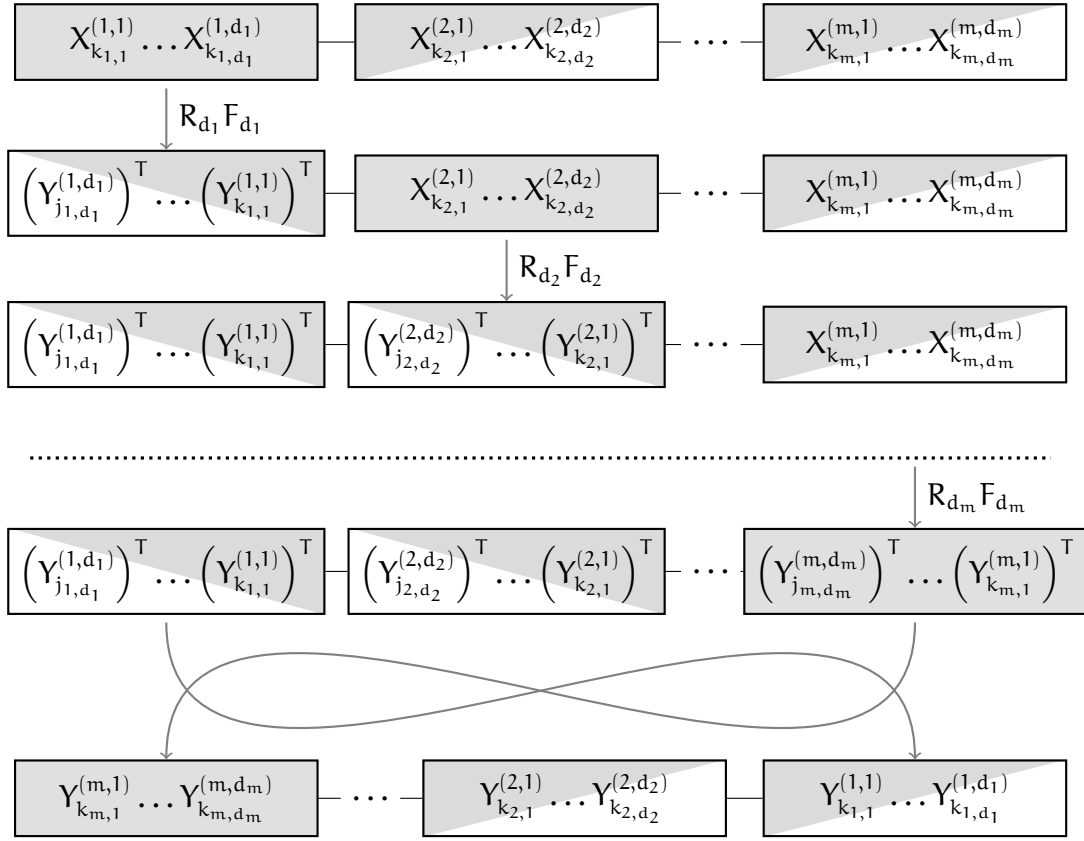 X_{k_{1,1}}^{(1,1)} … X_{k_{1,d_1}}^{(1,d_1)} X_{k_{2,1}}^{(2,1)} … X_{k_{2,d_2}}^{(2,d_2)} … X_{k_{m,1}}^{(m,1)} … X_{k_{m,d_m}}^{(m,d_m)}
R_{d_1} F_{d_1}
(Y_{j_{1,d_1}}^{(1,d_1)})^T … (Y_{k_{1,1}}^{(1,1)})^T X_{k_{2,1}}^{(2,1)} … X_{k_{2,d_2}}^{(2,d_2)} … X_{k_{m,1}}^{(m,1)} … X_{k_{m,d_m}}^{(m,d_m)}
R_{d_2} F_{d_2}
(Y_{j_{1,d_1}}^{(1,d_1)})^T … (Y_{k_{1,1}}^{(1,1)})^T (Y_{j_{2,d_2}}^{(2,d_2)})^T … (Y_{k_{2,1}}^{(2,1)})^T … X_{k_{m,1}}^{(m,1)} … X_{k_{m,d_m}}^{(m,d_m)}
R_{d_m} F_{d_m}
(Y_{j_{1,d_1}}^{(1,d_1)})^T … (Y_{k_{1,1}}^{(1,1)})^T (Y_{j_{2,d_2}}^{(2,d_2)})^T … (Y_{k_{2,1}}^{(2,1)})^T … (Y_{j_{m,d_m}}^{(m,d_m)})^T … (Y_{k_{m,1}}^{(m,1)})^T
Y_{k_{m,1}}^{(m,1)} … Y_{k_{m,d_m}}^{(m,d_m)} … Y_{k_{2,1}}^{(2,1)} … Y_{k_{2,d_2}}^{(2,d_2)} Y_{k_{1,1}}^{(1,1)} … Y_{k_{1,d_1}}^{(1,d_1)}